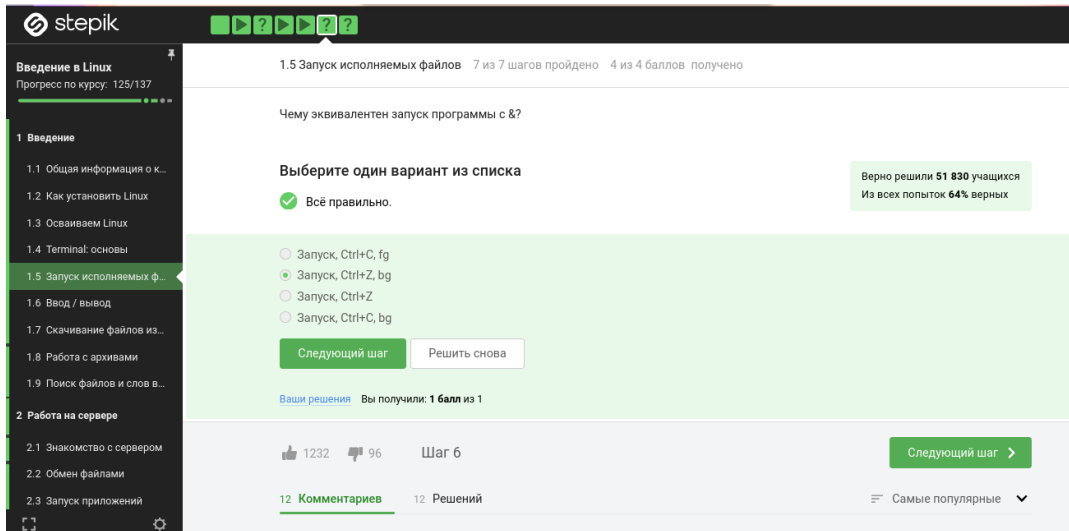 stepik
? ? ?
Введение в Linux
Прогресс по курсу: 125/137
1 Введение
1.1 Общая информация о к...
1.2 Как установить Linux
1.3 Осваиваем Linux
1.4 Terminal: основы
1.5 Запуск исполняемых ф...
1.6 Ввод / вывод
1.7 Скачивание файлов из...
1.8 Работа с архивами
1.9 Поиск файлов и слов в...
2 Работа на сервере
2.1 Знакомство с сервером
2.2 Обмен файлами
2.3 Запуск приложений
1.5 Запуск исполняемых файлов 7 из 7 шагов пройдено 4 из 4 баллов получено
Чему эквивалентен запуск программы с &?
Выберите один вариант из списка
Всё правильно.
Верно решили 51 830 учащихся
Из всех попыток 64% верных
Запуск, Ctrl+C, fg
Запуск, Ctrl+Z, bg
Запуск, Ctrl+Z
Запуск, Ctrl+C, bg
Следующий шаг Решить снова
Ваши решения Вы получили: 1 балл из 1
1232 96 Шаг 6 Следующий шаг
12 Комментариев 12 Решений Самые популярные